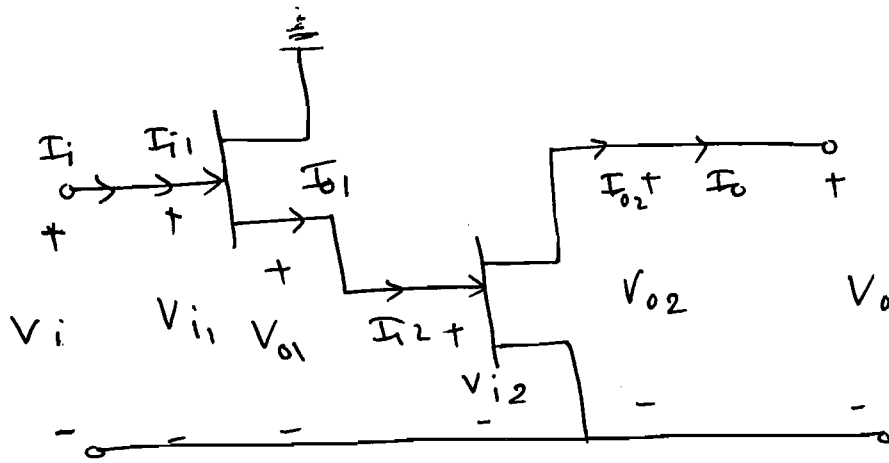 Ii Ii1 Io1 Io2 + Io
+ + + +
Vi Vi1 Vo1 Ii2 + Vo2 Vo
Vi2
- - - - - -